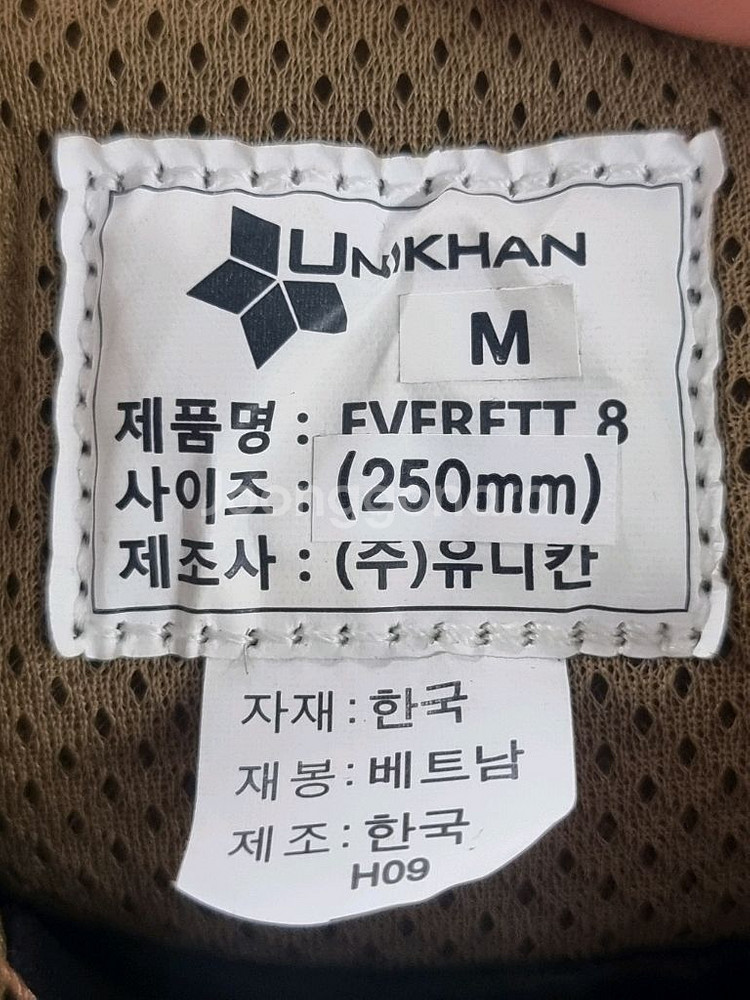 UNIKHAN
M
제품명 : EVERETT 8
사이즈 : (250mm)
제조사 : (주)유니칸
자재 : 한국
재봉 : 베트남
제조 : 한국
H09